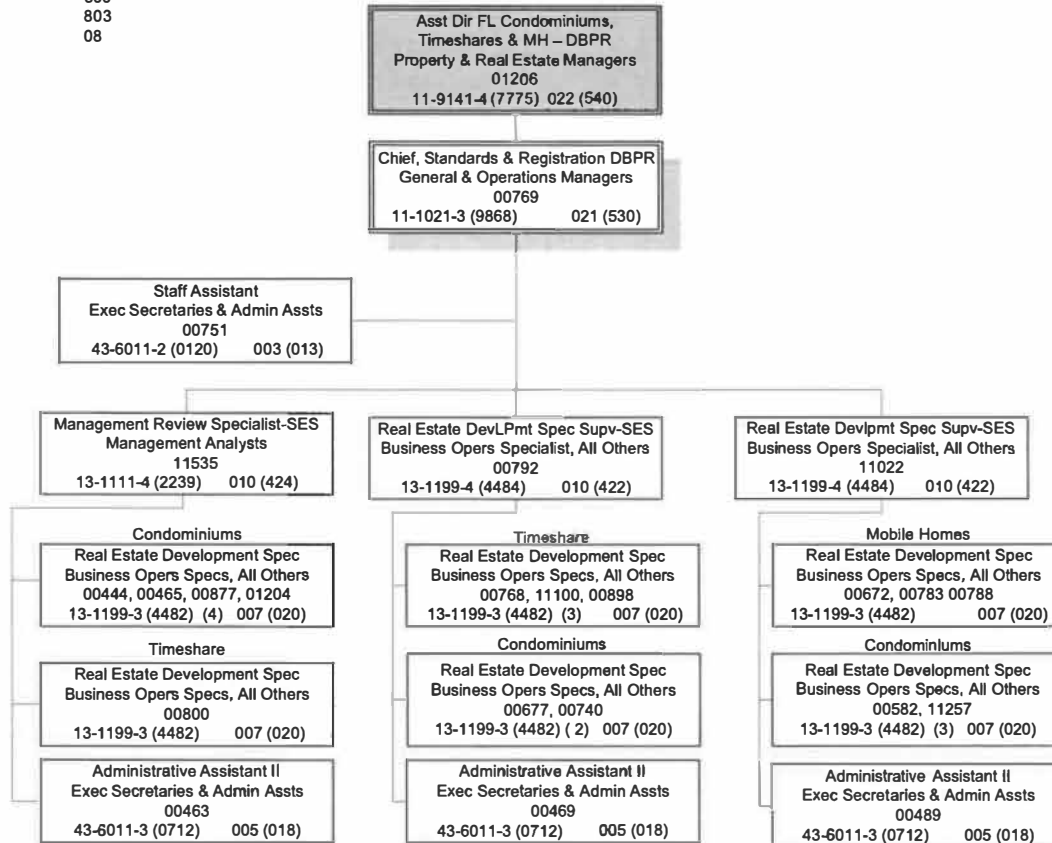 803
08
Asst Dir FL Condominiums,
Timeshares & MH – DBPR
Property & Real Estate Managers
01206
11-9141-4 (7775) 022 (540)
Chief, Standards & Registration DBPR
General & Operations Managers
00769
11-1021-3 (9868) 021 (530)
Staff Assistant
Exec Secretaries & Admin Assts
00751
43-6011-2 (0120) 003 (013)
Management Review Specialist-SES
Management Analysts
11535
13-1111-4 (2239) 010 (424)
Condominiums
Real Estate Development Spec
Business Opers Specs, All Others
00444, 00465, 00877, 01204
13-1199-3 (4482) (4) 007 (020)
Timeshare
Real Estate Development Spec
Business Opers Specs, All Others
00800
13-1199-3 (4482) 007 (020)
Administrative Assistant II
Exec Secretaries & Admin Assts
00463
43-6011-3 (0712) 005 (018)
Real Estate DevLPmt Spec Supv-SES
Business Opers Specialist, All Others
00792
13-1199-4 (4484) 010 (422)
Timeshare
Real Estate Development Spec
Business Opers Specs, All Others
00768, 11100, 00898
13-1199-3 (4482) (3) 007 (020)
Condominiums
Real Estate Development Spec
Business Opers Specs, All Others
00677, 00740
13-1199-3 (4482) ( 2) 007 (020)
Administrative Assistant II
Exec Secretaries & Admin Assts
00469
43-6011-3 (0712) 005 (018)
Real Estate Devlpmt Spec Supv-SES
Business Opers Specialist, All Others
11022
13-1199-4 (4484) 010 (422)
Mobile Homes
Real Estate Development Spec
Business Opers Specs, All Others
00672, 00783 00788
13-1199-3 (4482) 007 (020)
Condominiums
Real Estate Development Spec
Business Opers Specs, All Others
00582, 11257
13-1199-3 (4482) (3) 007 (020)
Administrative Assistant II
Exec Secretaries & Admin Assts
00489
43-6011-3 (0712) 005 (018)